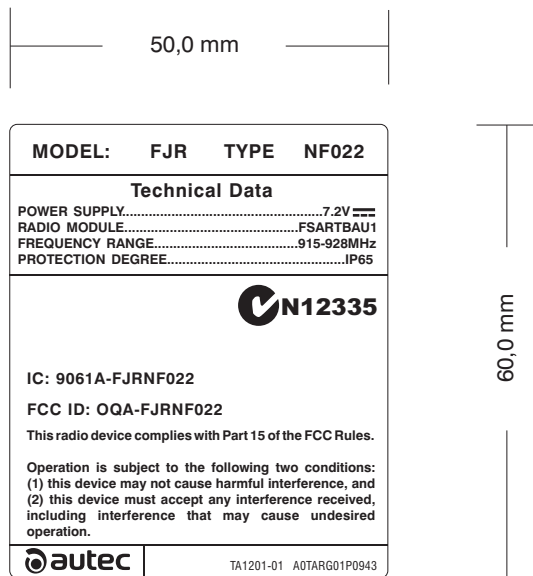 50,0 mm
MODEL: FJR TYPE NF022
Technical Data
POWER SUPPLY..................................................7.2V
RADIO MODULE............................................FSARTBAU1
FREQUENCY RANGE....................................915-928MHz
PROTECTION DEGREE.............................................IP65
N12335
60,0 mm
IC: 9061A-FJRNF022
FCC ID: OQA-FJRNF022
This radio device complies with Part 15 of the FCC Rules.
Operation is subject to the following two conditions:
(1) this device may not cause harmful interference, and
(2) this device must accept any interference received,
including interference that may cause undesired
operation.
autec
TA1201-01 A0TARG01P0943